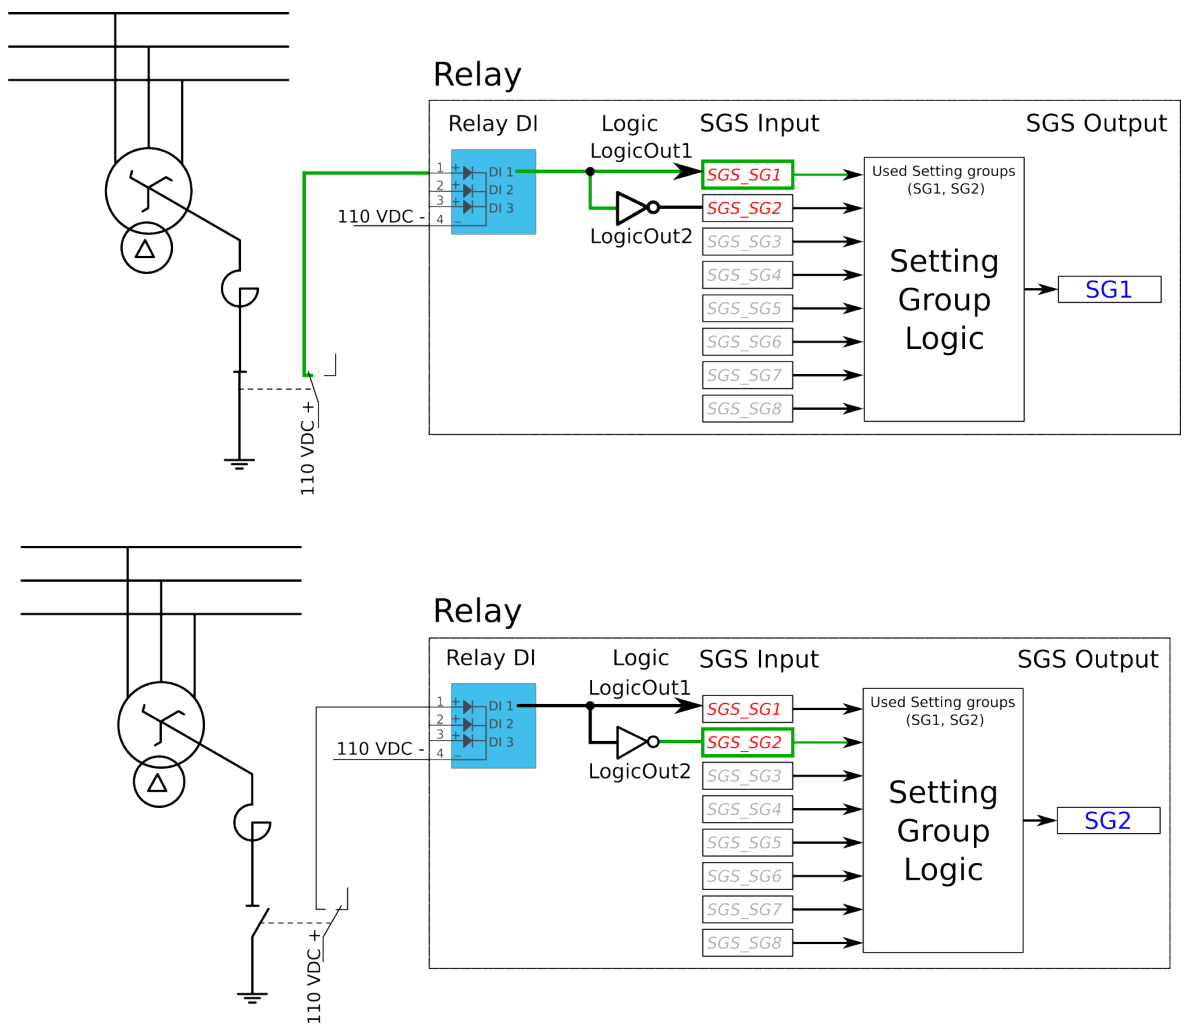 Relay
Relay DI
Logic
SGS Input
SGS Output
LogicOut1
1 +
DI 1
2 +
DI 2
3 +
DI 3
4 −
110 VDC -
LogicOut2
SGS_SG1
SGS_SG2
SGS_SG3
SGS_SG4
SGS_SG5
SGS_SG6
SGS_SG7
SGS_SG8
Used Setting groups
(SG1, SG2)
Setting
Group
Logic
SG1
110 VDC +
Relay
Relay DI
Logic
SGS Input
SGS Output
LogicOut1
1 +
DI 1
2 +
DI 2
3 +
DI 3
4 −
110 VDC -
LogicOut2
SGS_SG1
SGS_SG2
SGS_SG3
SGS_SG4
SGS_SG5
SGS_SG6
SGS_SG7
SGS_SG8
Used Setting groups
(SG1, SG2)
Setting
Group
Logic
SG2
110 VDC +